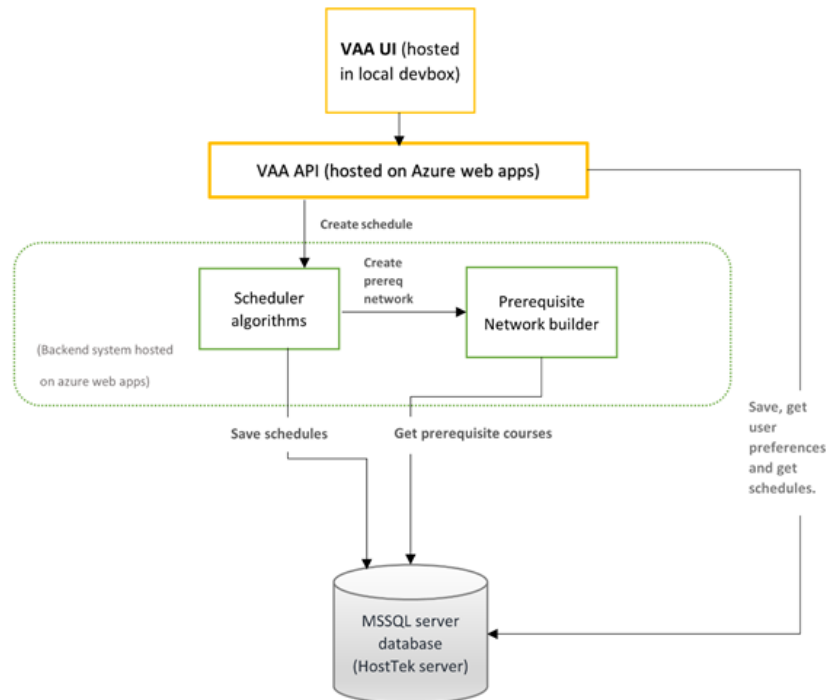 VAA UI (hosted
in local devbox)
VAA API (hosted on Azure web apps)
Create schedule
Create
prereq
network
Scheduler
algorithms
Prerequisite
Network builder
(Backend system hosted
on azure web apps)
Save schedules
Get prerequisite courses
Save, get
user
preferences
and get
schedules.
MSSQL server
database
(HostTek server)